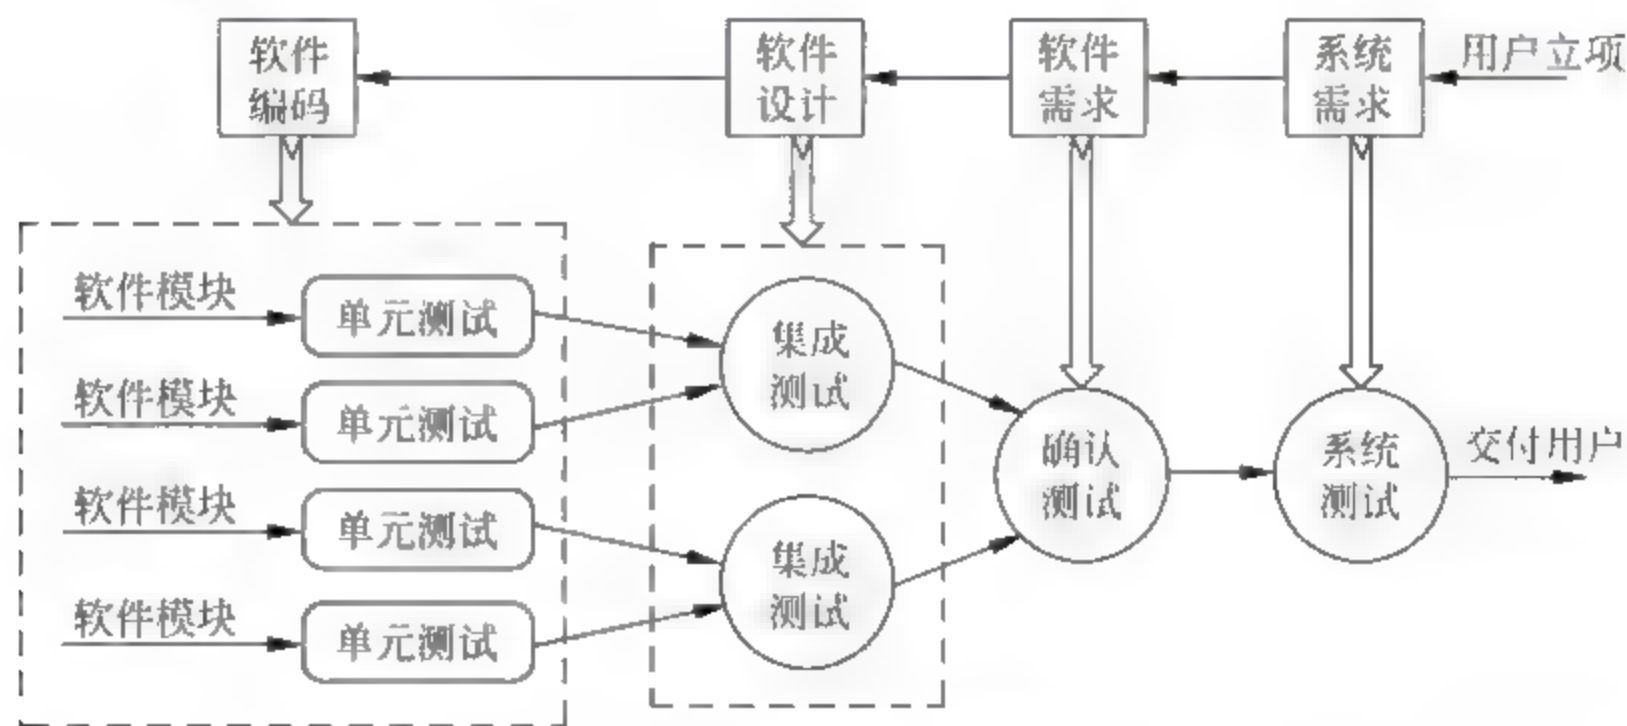 软件
编码
软件
设计
软件
需求
系统
需求
用户立项
软件模块
单元测试
软件模块
单元测试
软件模块
单元测试
软件模块
单元测试
集成
测试
集成
测试
确认
测试
系统
测试
交付用户